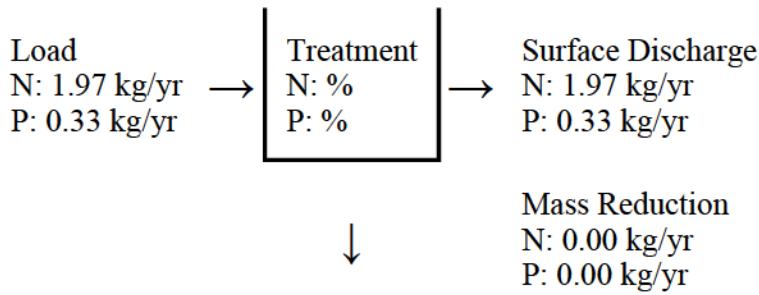 Load
N: 1.97 kg/yr
P: 0.33 kg/yr
→
Treatment
N: %
P: %
→
Surface Discharge
N: 1.97 kg/yr
P: 0.33 kg/yr
↓
Mass Reduction
N: 0.00 kg/yr
P: 0.00 kg/yr